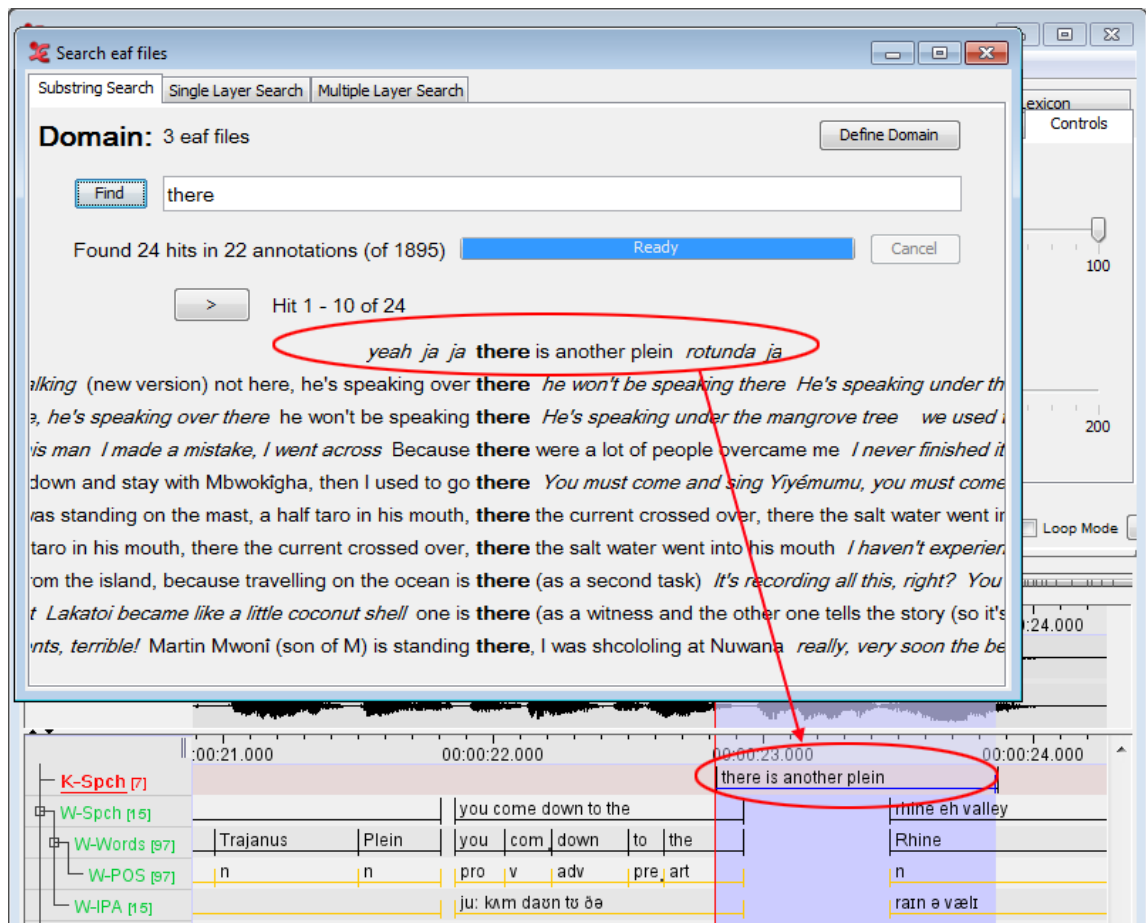 Search eaf files
Substring Search Single Layer Search Multiple Layer Search
Lexicon
Controls
Domain: 3 eaf files Define Domain
Find there
Found 24 hits in 22 annotations (of 1895) Ready Cancel
100
> Hit 1 - 10 of 24
yeah ja ja there is another plein rotunda ja
alking (new version) not here, he's speaking over there he won't be speaking there He's speaking under th
e, he's speaking over there he won't be speaking there He's speaking under the mangrove tree we used t
200
is man I made a mistake, I went across Because there were a lot of people overcame me I never finished it
down and stay with Mbwokîgha, then I used to go there You must come and sing Yiyémumu, you must come
was standing on the mast, a half taro in his mouth, there the current crossed over, there the salt water went in
Loop Mode
taro in his mouth, there the current crossed over, there the salt water went into his mouth I haven't experien
rom the island, because travelling on the ocean is there (as a second task) It's recording all this, right? You
t Lakatoi became like a little coconut shell one is there (as a witness and the other one tells the story (so it's
:24.000
nts, terrible! Martin Mwonî (son of M) is standing there, I was shcololing at Nuwana really, very soon the be
:00:21.000 00:00:22.000 00:00:23.000 00:00:24.000
K-Spch [7] there is another plein
W-Spch [15] you come down to the rhine eh valley
W-Words [97] Trajanus Plein you com down to the Rhine
W-POS [97] n n pro v adv pre art n
W-IPA [15] ju: kʌm daʊn tʊ ðə raɪn ə vælɪ